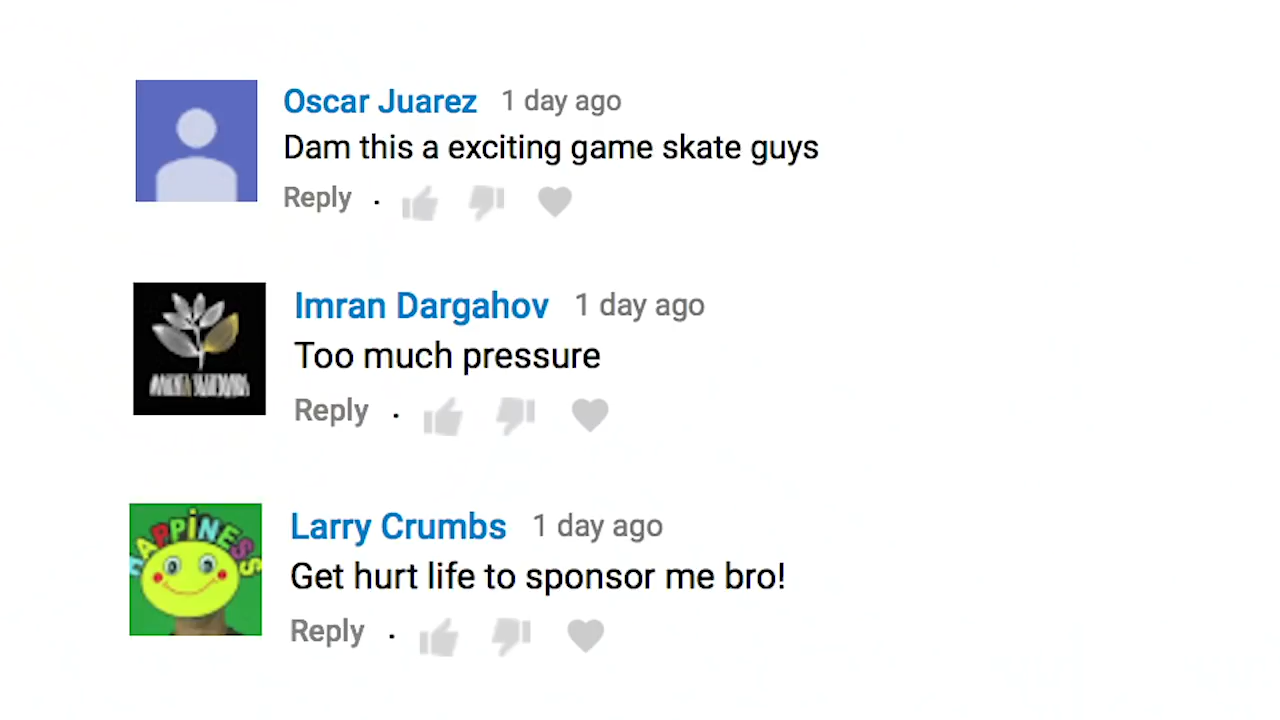 Oscar Juarez 1 day ago
Dam this a exciting game skate guys
Reply .
Imran Dargahov 1 day ago
Too much pressure
Reply .
HAPPiNESS
Larry Crumbs 1 day ago
Get hurt life to sponsor me bro!
Reply .